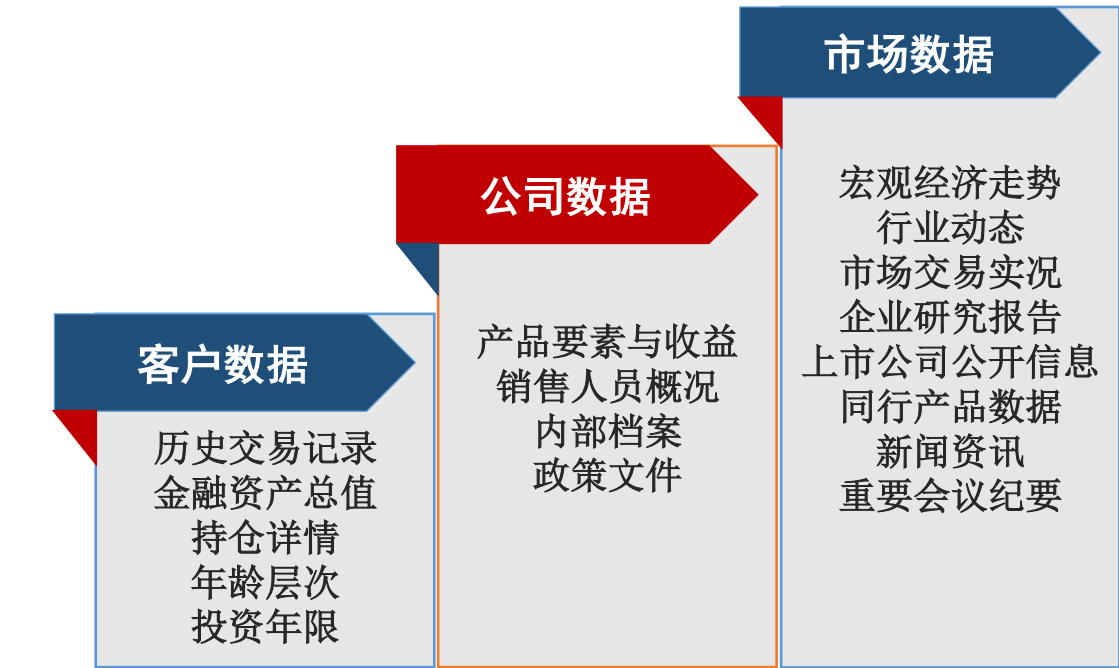 市场数据
宏观经济走势
行业动态
市场交易实况
企业研究报告
上市公司公开信息
同行产品数据
新闻资讯
重要会议纪要
公司数据
产品要素与收益
销售人员概况
内部档案
政策文件
客户数据
历史交易记录
金融资产总值
持仓详情
年龄层次
投资年限